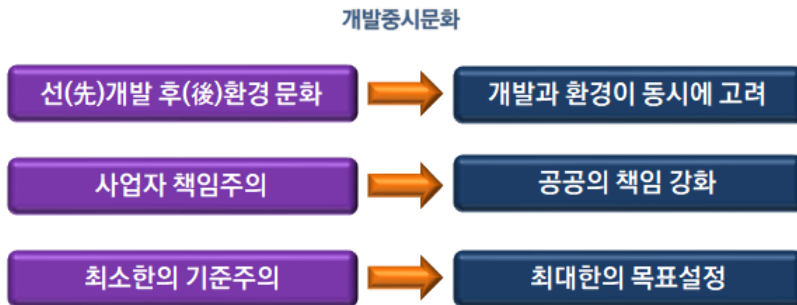 개발중시문화
선(先)개발 후(後)환경 문화
개발과 환경이 동시에 고려
사업자 책임주의
공공의 책임 강화
최소한의 기준주의
최대한의 목표설정